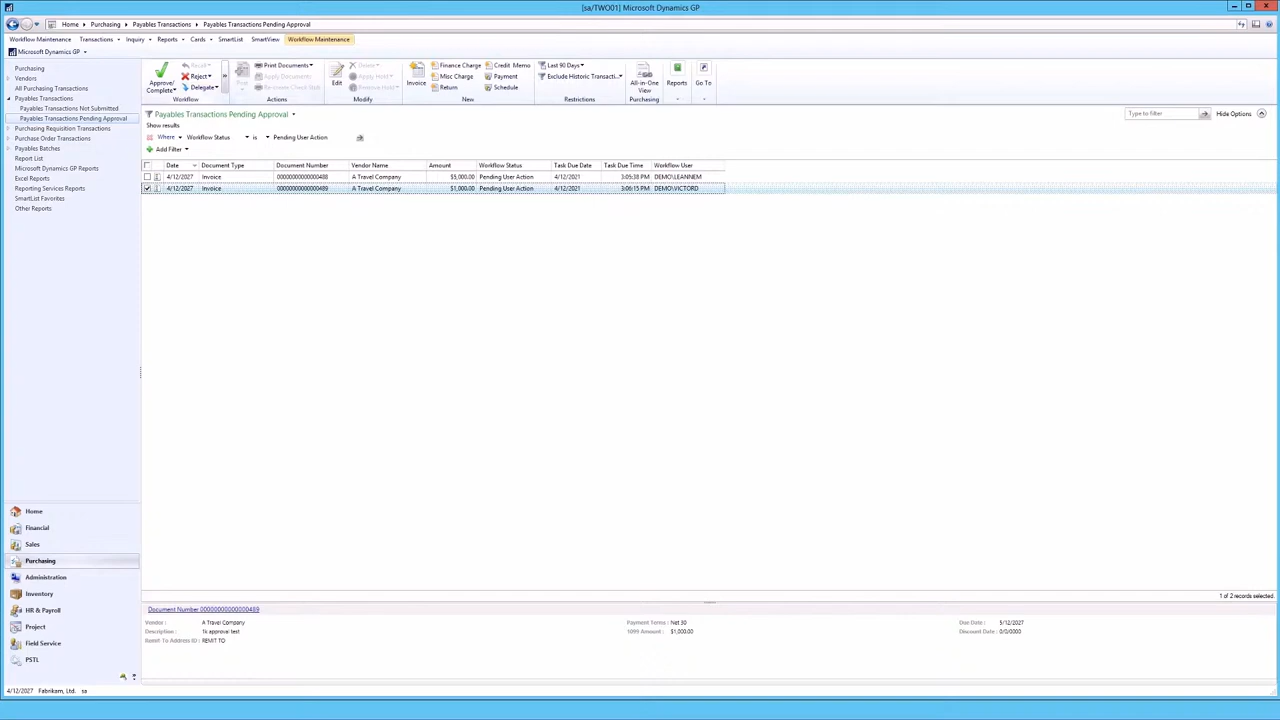 [sa/TWO01] Microsoft Dynamics GP
Home Purchasing Payables Transactions Payables Transactions Pending Approval
Workflow Maintenance Transactions Inquiry Reports Cards SmartList SmartView Workflow Maintenance
Microsoft Dynamics GP
Purchasing
Vendors
All Purchasing Transactions
Payables Transactions
Payables Transactions Not Submitted
Payables Transactions Pending Approval
Purchasing Requisition Transactions
Purchase Order Transactions
Payables Batches
Report List
Microsoft Dynamics GP Reports
Excel Reports
Reporting Services Reports
SmartList Favorites
Other Reports
Home
Financial
Sales
Purchasing
Administration
Inventory
HR & Payroll
Project
Field Service
PSTL
Approve/
Complete
Recall
Reject
Delegate
Workflow
Post
Print Documents
Apply Documents
Actions
Edit
Delete
Apply Hold
Remove Hold
Modify
Invoice
Finance Charge
Misc Charge
Return
Credit Memo
Payment
Schedule
New
Last 90 Days
Exclude Historic Transacti...
Restrictions
All-in-One
View
Purchasing
Reports
Go To
Payables Transactions Pending Approval
Type to filter Hide Options
Show results
Where Workflow Status is Pending User Action
Add Filter
Date Document Type Document Number Vendor Name Amount Workflow Status Task Due Date Task Due Time Workflow User
4/12/2027 Invoice 00000000000000488 A Travel Company $5,000.00 Pending User Action 4/12/2021 3:05:38 PM DEMO\LEANNEM
4/12/2027 Invoice 00000000000000489 A Travel Company $1,000.00 Pending User Action 4/12/2021 3:06:15 PM DEMO\VICTORD
1 of 2 records selected.
Document Number 00000000000000489
Vendor : A Travel Company Payment Terms : Net 30 Due Date : 5/12/2027
Description : 1k approval test 1099 Amount : $1,000.00 Discount Date : 0/0/0000
Remit-To Address ID : REMIT TO
4/12/2027 Fabrikam, Ltd. sa